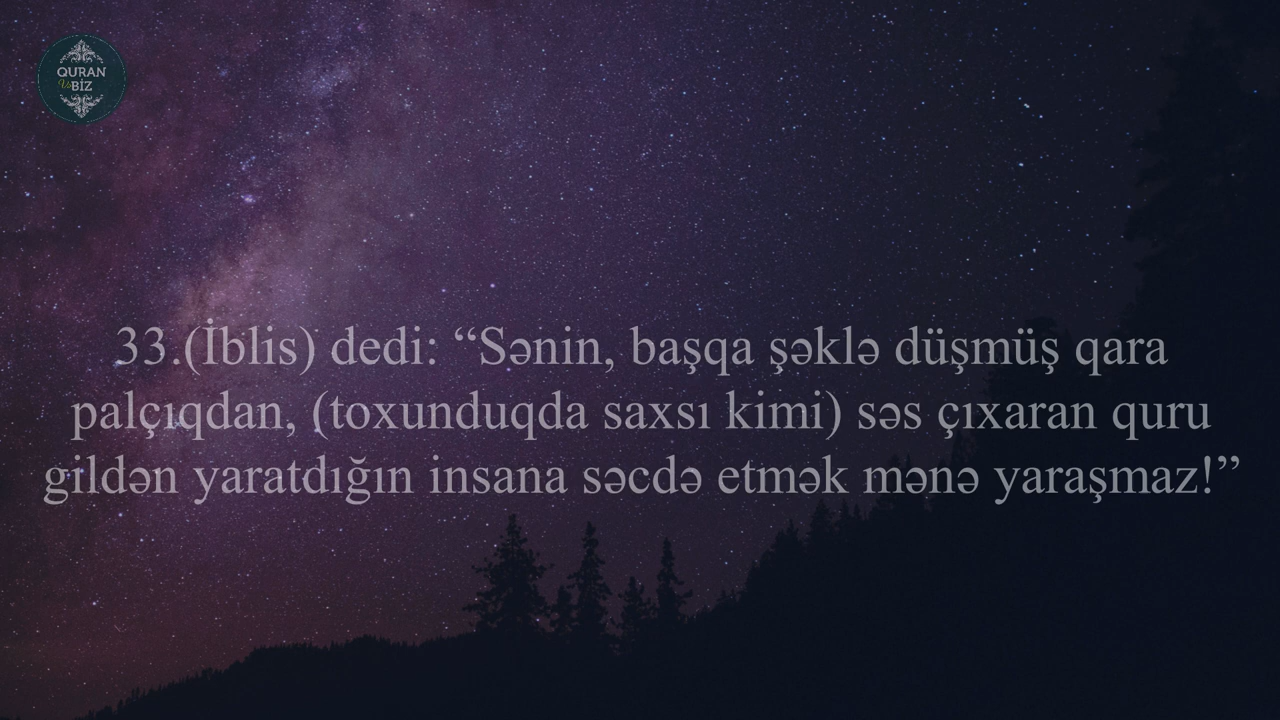 QURAN
Və BİZ
33.(İblis) dedi: “Sənin, başqa şəklə düşmüş qara
palçıqdan, (toxunduqda saxsı kimi) səs çıxaran quru
gildən yaratdığın insana səcdə etmək mənə yaraşmaz!”